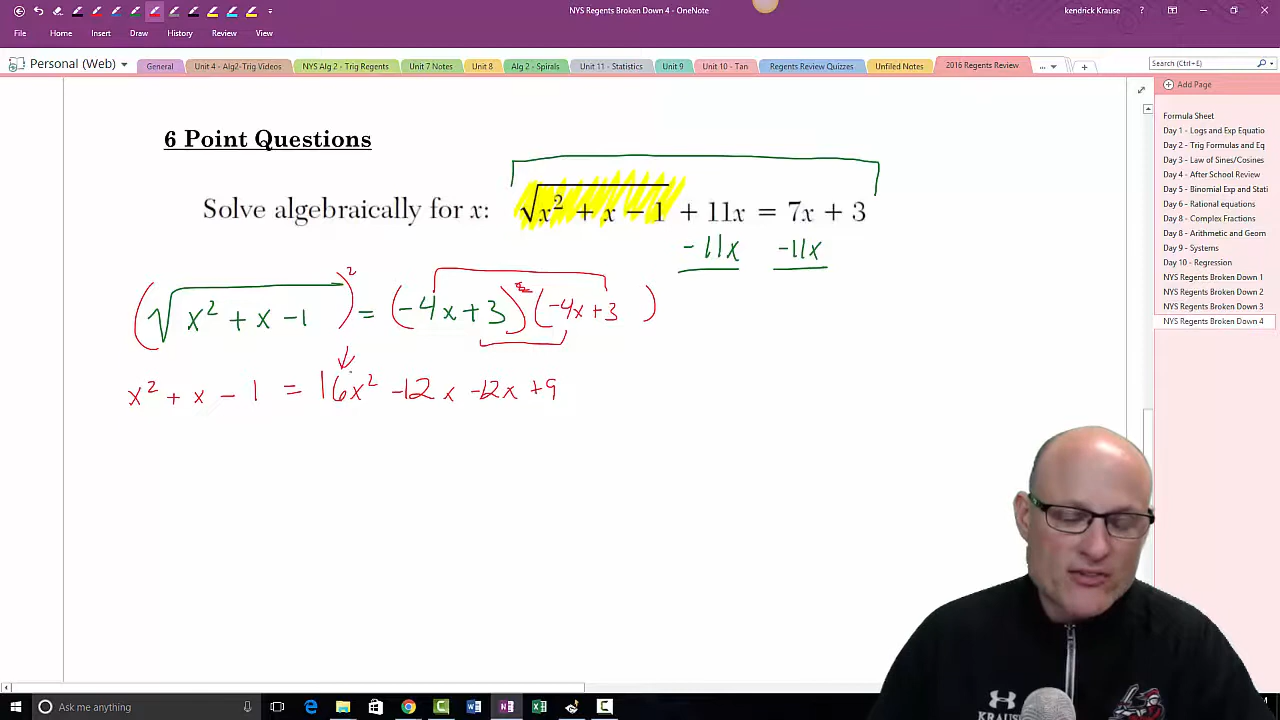 NYS Regents Broken Down 4 - OneNote
kendrick Krause
File Home Insert Draw History Review View
Personal (Web)
General Unit 4 - Alg2-Trig Videos NYS Alg 2 - Trig Regents Unit 7 Notes Unit 8 Alg 2 - Spirals Unit 11 - Statistics Unit 9 Unit 10 - Tan Regents Review Quizzes Unfiled Notes 2016 Regents Review ...
Search (Ctrl+E)
Add Page
6 Point Questions
Solve algebraically for x: √x² + x − 1 + 11x = 7x + 3
-11x -11x
(√x² + x -1)² = (-4x+3)(-4x+3)
x² + x - 1 = 16x² -12x -12x +9
Formula Sheet
Day 1 - Logs and Exp Equatio
Day 2 - Trig Formulas and Eq
Day 3 - Law of Sines/Cosines
Day 4 - After School Review
Day 5 - Binomial Exp and Stati
Day 6 - Rational equations
Day 8 - Complex Fractions
Day 8 - Arithmetic and Geom
Day 9 - Systems
Day 10 - Regression
NYS Regents Broken Down 1
NYS Regents Broken Down 2
NYS Regents Broken Down 3
NYS Regents Broken Down 4
KRAUS
Ask me anything